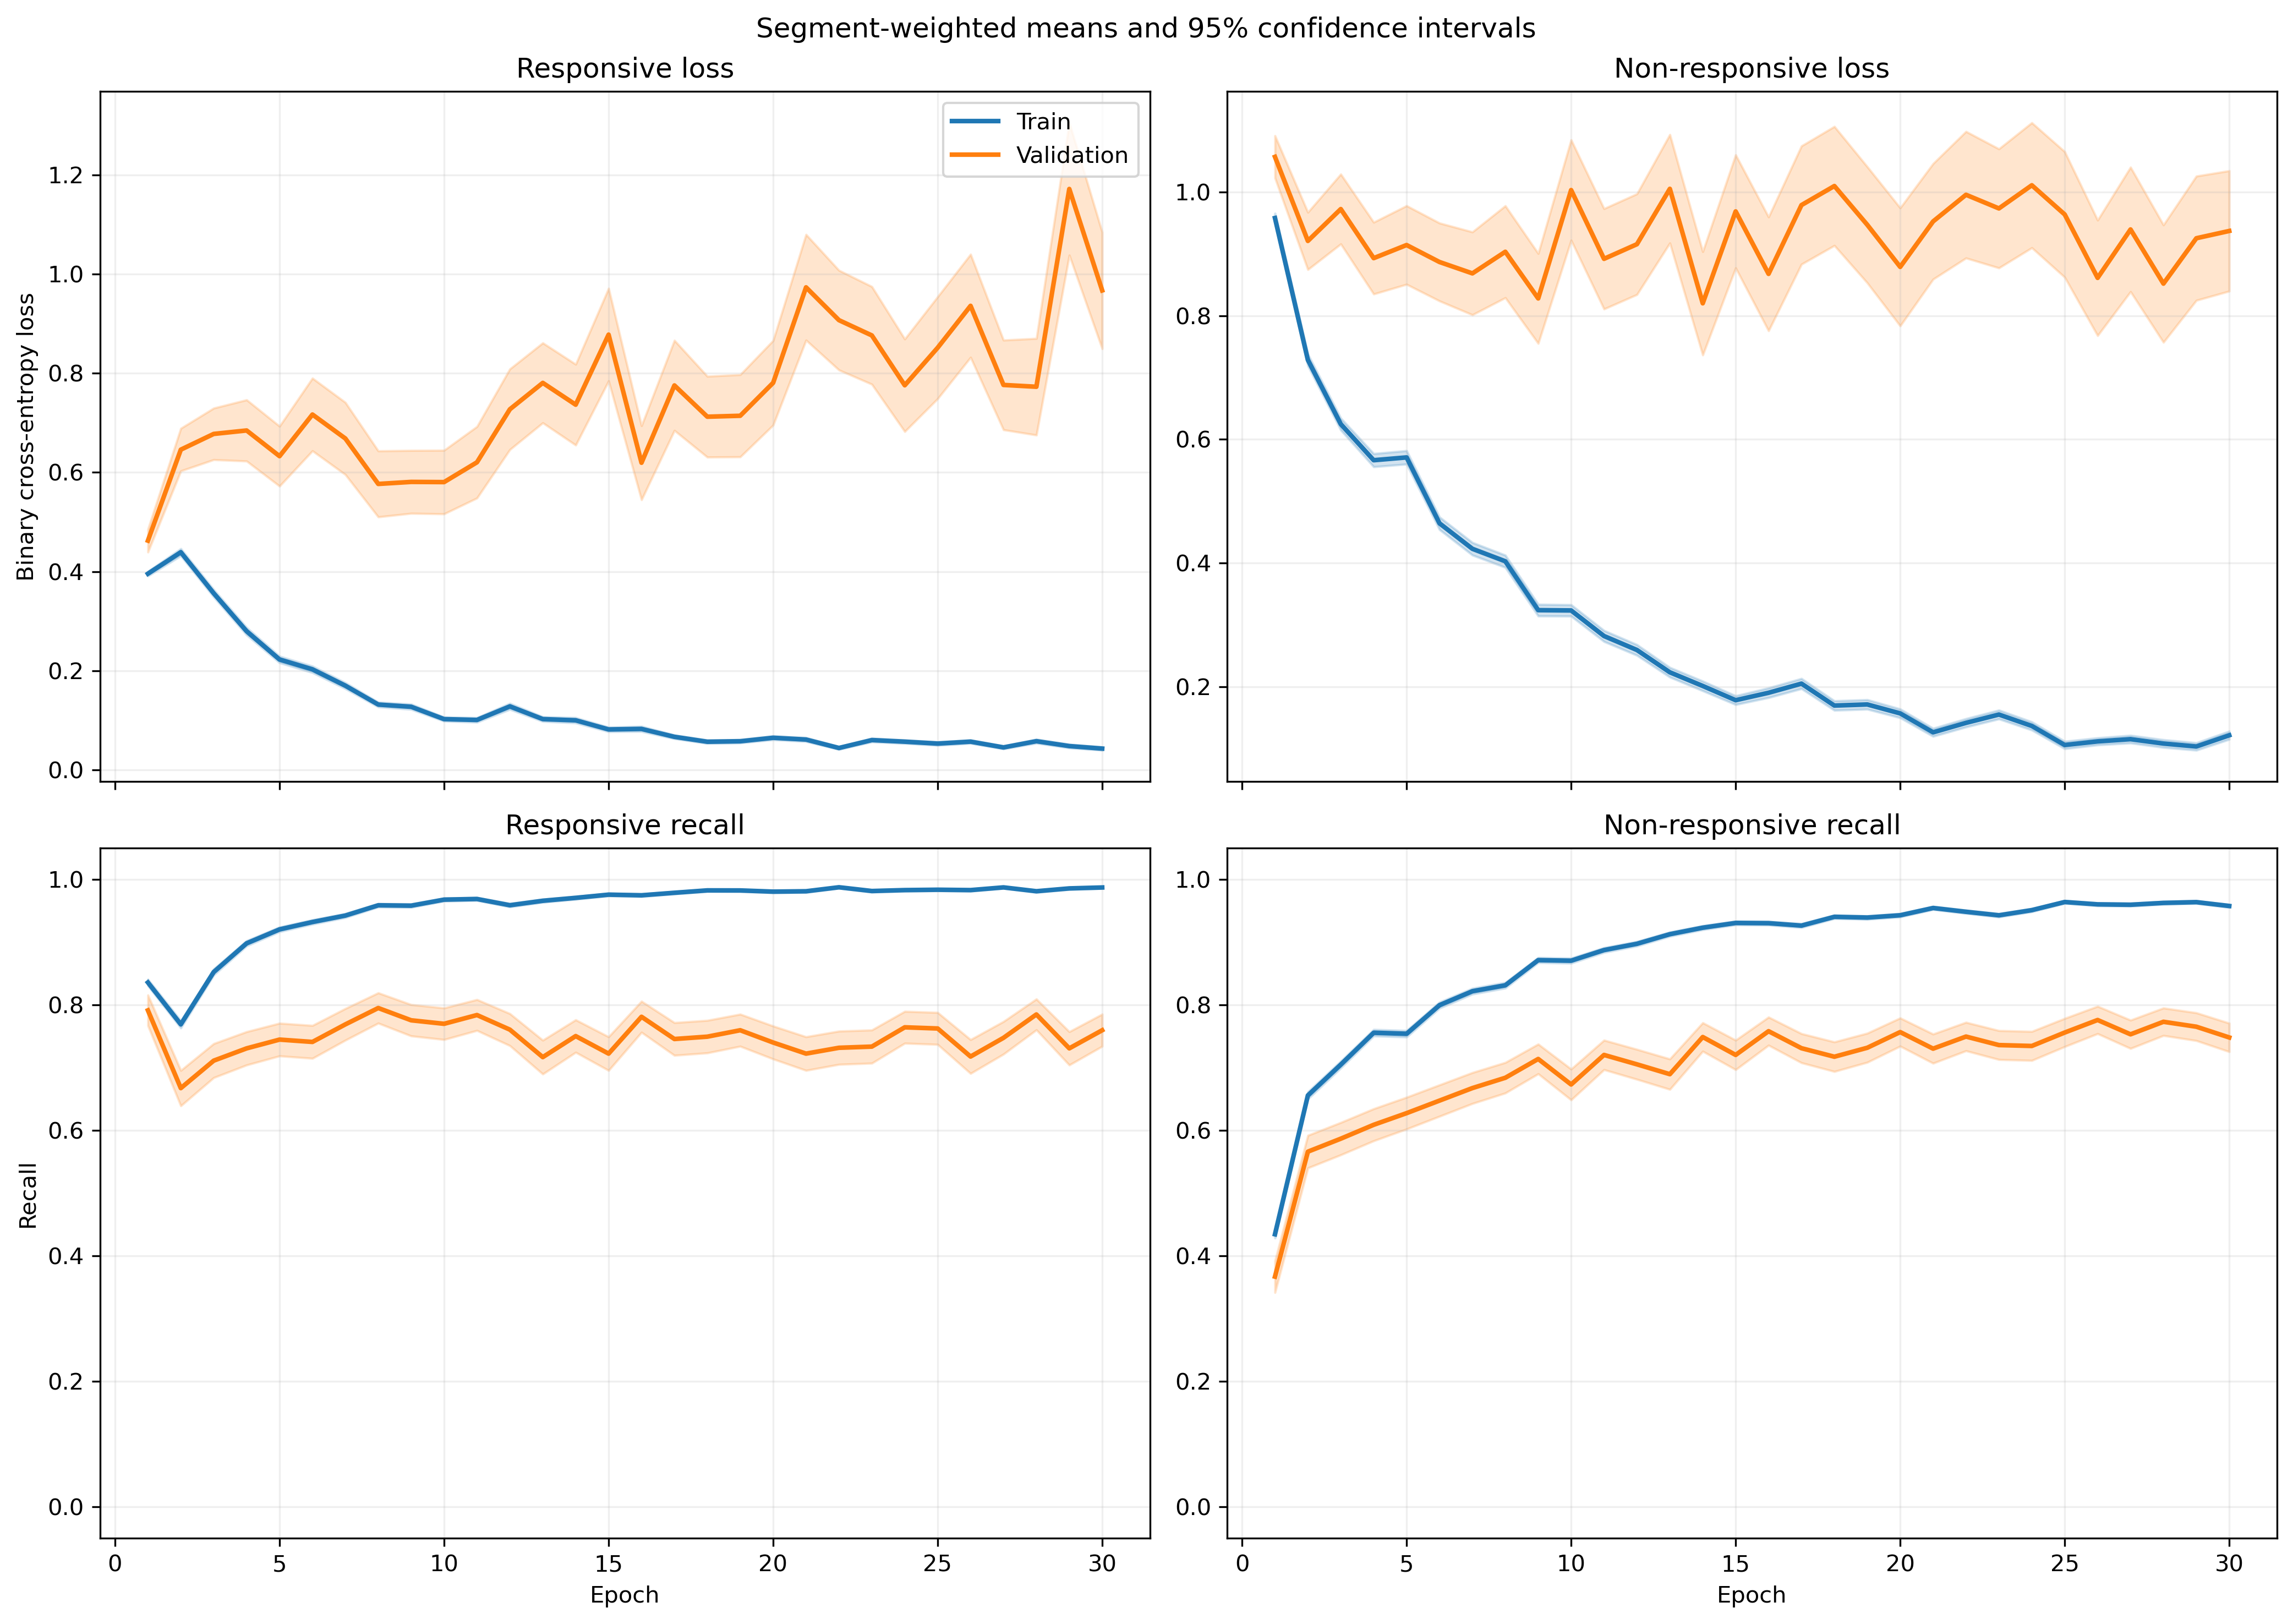 Segment-weighted means and 95% confidence intervals
Responsive loss
Non-responsive loss
Train
Validation
Binary cross-entropy loss
1.2
1.0
0.8
0.6
0.4
0.2
0.0
1.0
0.8
0.6
0.4
0.2
Responsive recall
Non-responsive recall
Recall
1.0
0.8
0.6
0.4
0.2
0.0
1.0
0.8
0.6
0.4
0.2
0.0
0 5 10 15 20 25 30
0 5 10 15 20 25 30
Epoch
Epoch